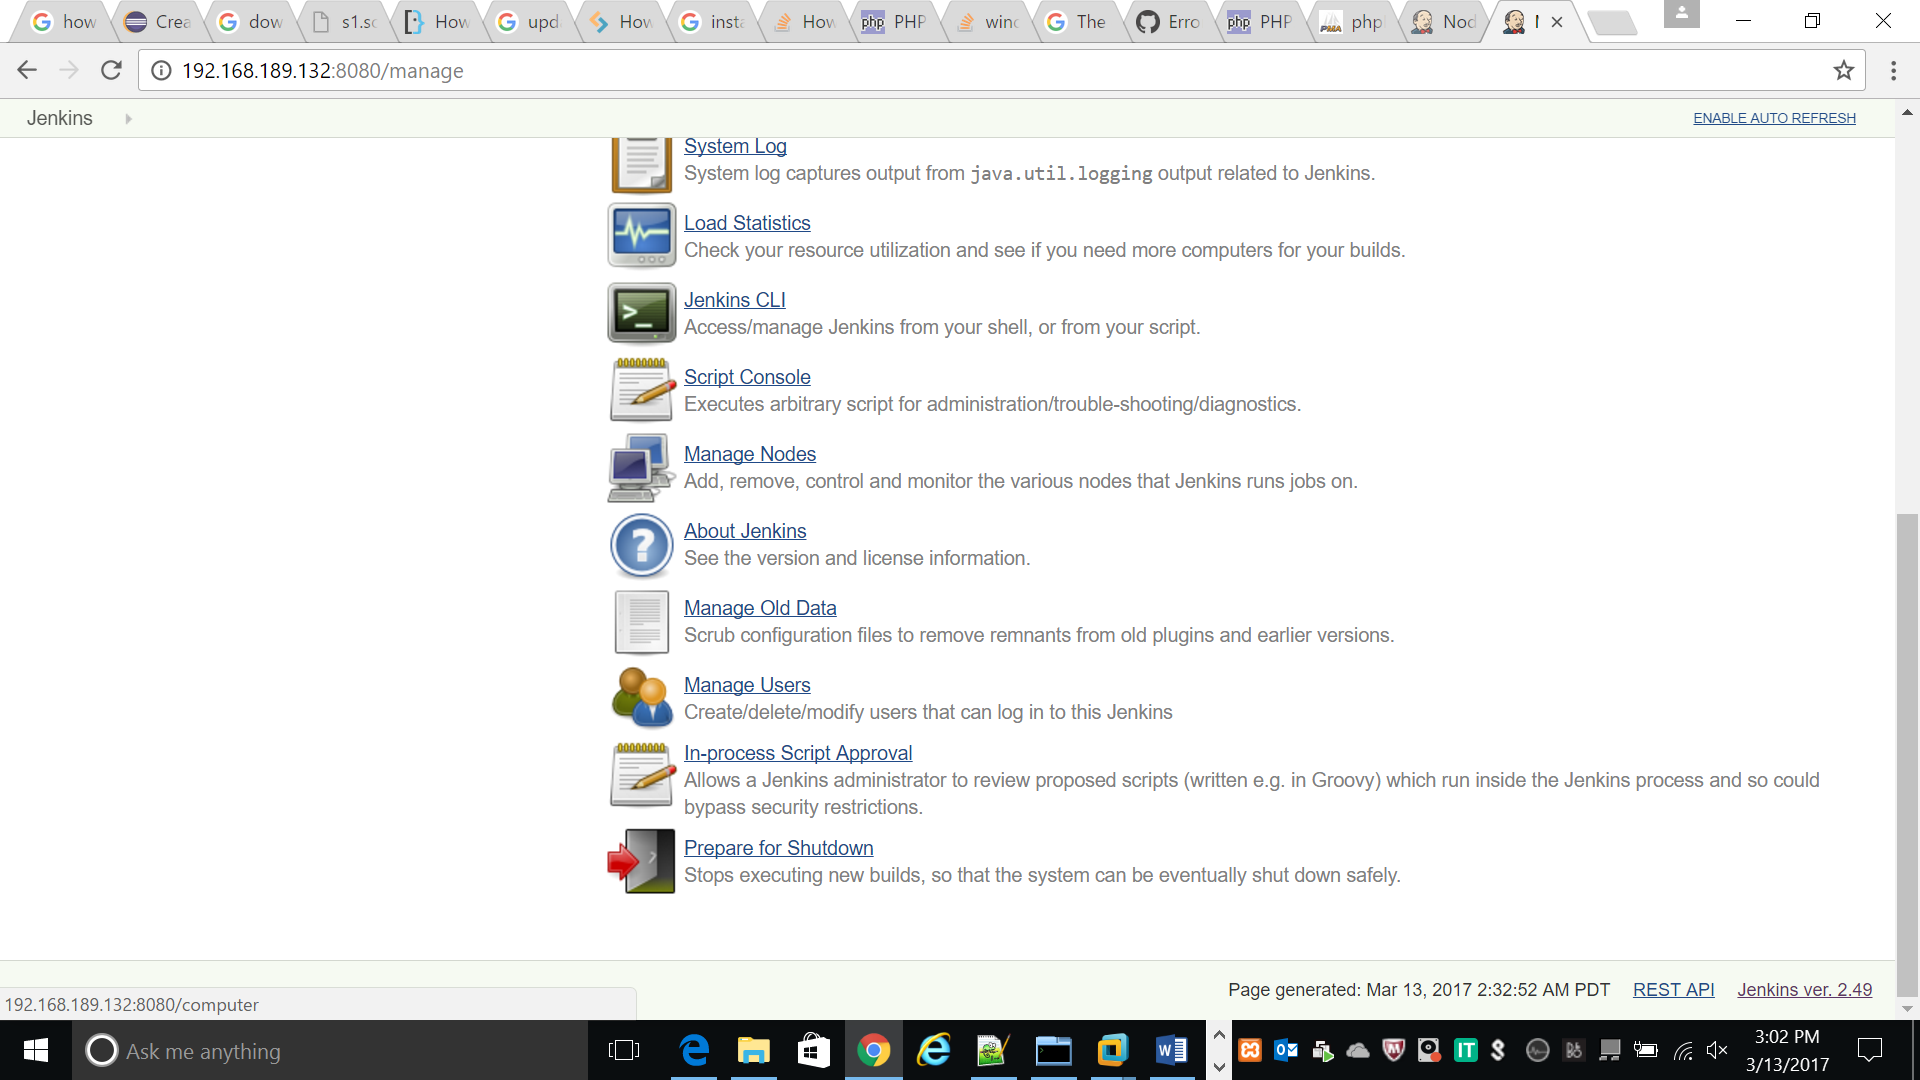 how
Crea
dow
s1.sc
How
upd
How
insta
How
PHP
winc
The
Erro
PHP
php
Nod
192.168.189.132:8080/manage
Jenkins
ENABLE AUTO REFRESH
System Log
System log captures output from java.util.logging output related to Jenkins.
Load Statistics
Check your resource utilization and see if you need more computers for your builds.
Jenkins CLI
Access/manage Jenkins from your shell, or from your script.
Script Console
Executes arbitrary script for administration/trouble-shooting/diagnostics.
Manage Nodes
Add, remove, control and monitor the various nodes that Jenkins runs jobs on.
About Jenkins
See the version and license information.
Manage Old Data
Scrub configuration files to remove remnants from old plugins and earlier versions.
Manage Users
Create/delete/modify users that can log in to this Jenkins
In-process Script Approval
Allows a Jenkins administrator to review proposed scripts (written e.g. in Groovy) which run inside the Jenkins process and so could
bypass security restrictions.
Prepare for Shutdown
Stops executing new builds, so that the system can be eventually shut down safely.
Page generated: Mar 13, 2017 2:32:52 AM PDT REST API Jenkins ver. 2.49
192.168.189.132:8080/computer
Ask me anything
3:02 PM
3/13/2017